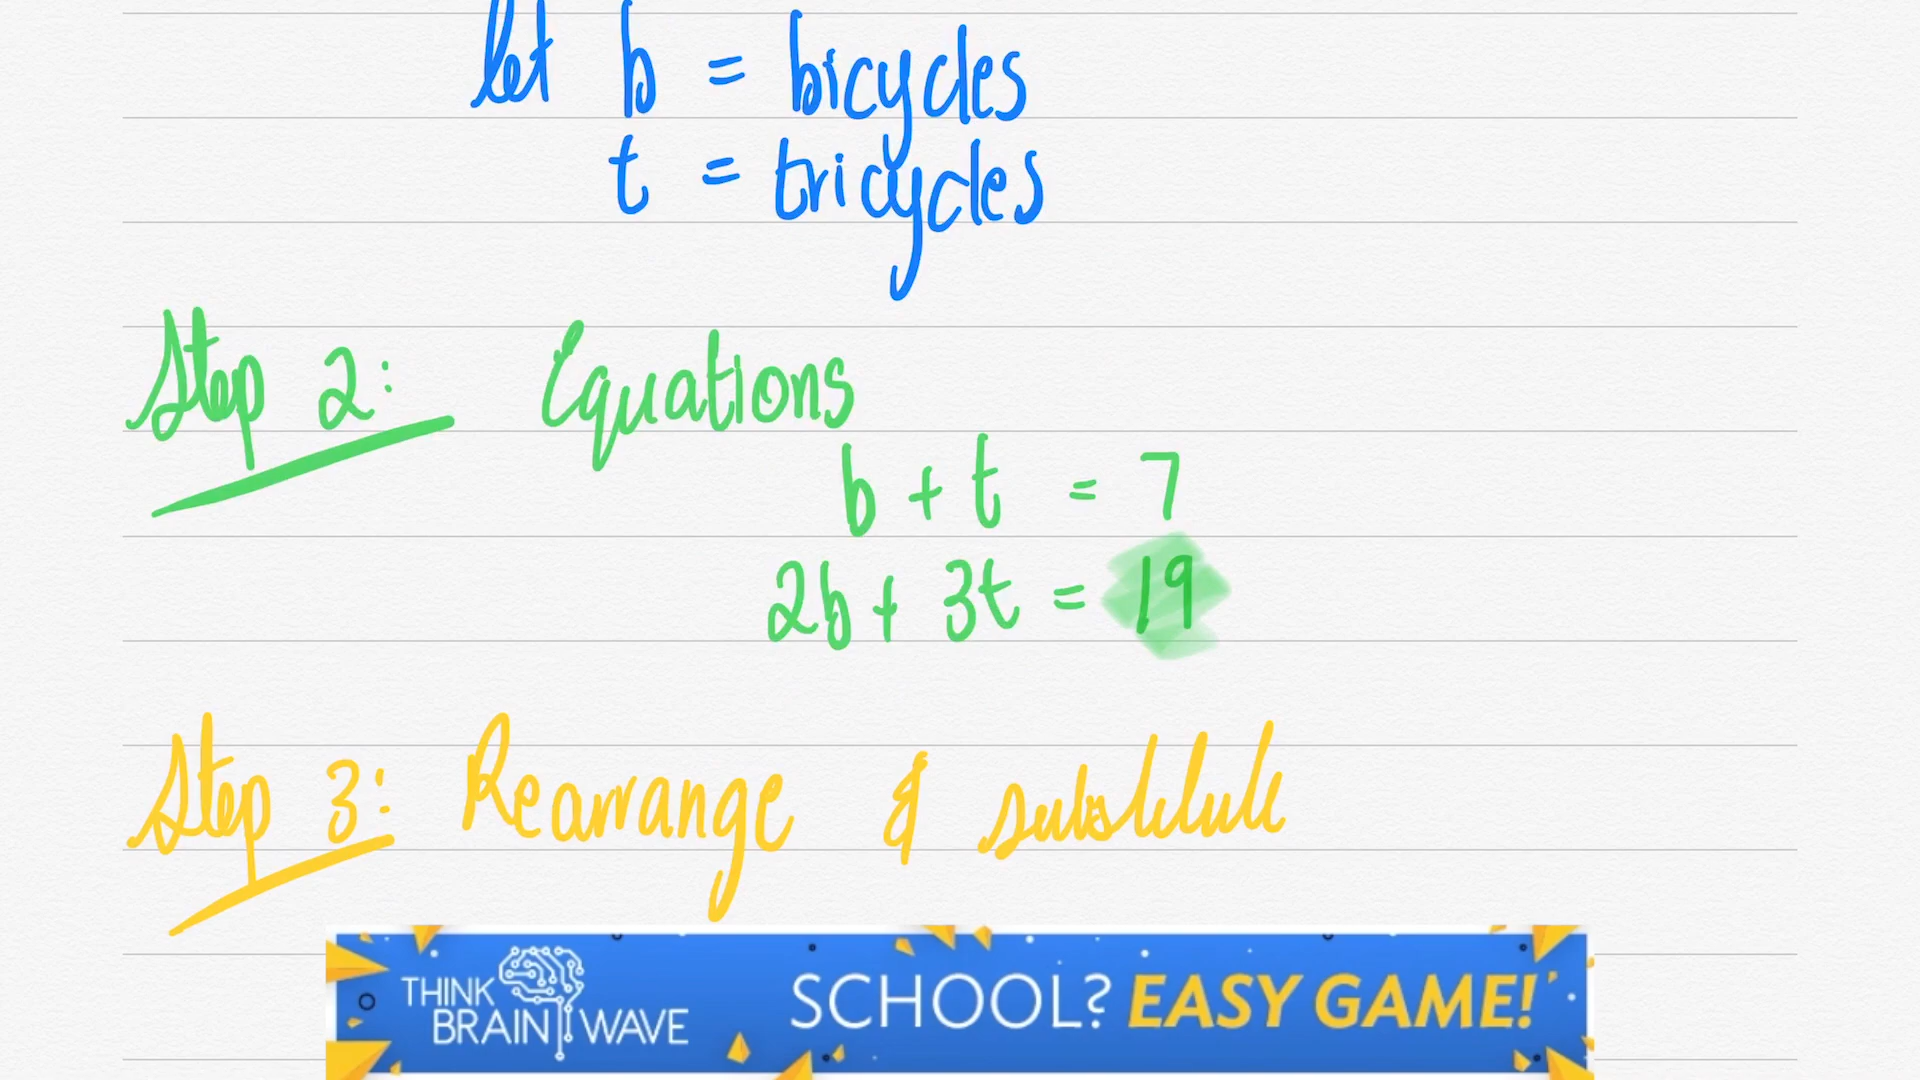 let b = bicycles
t = tricycles
Step 2: Equations
b + t = 7
2b + 3t = 19
Step 3: Rearrange & substitute
THINK
BRAIN WAVE
SCHOOL? EASY GAME!